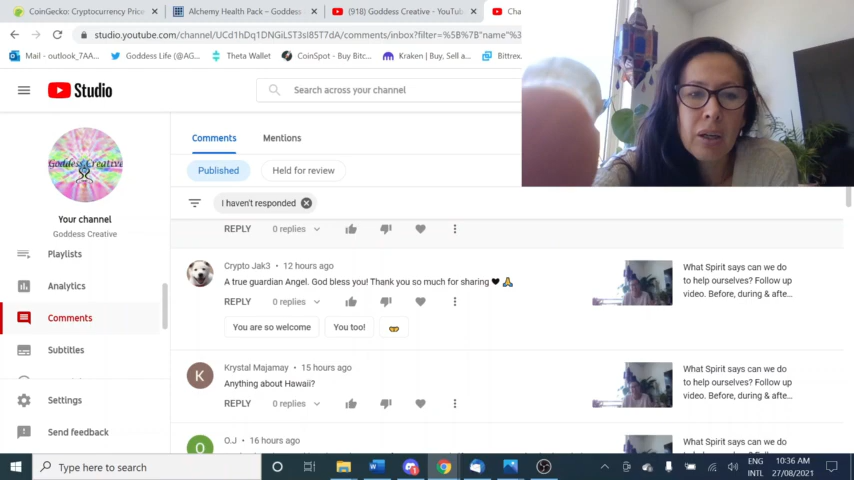 CoinGecko: Cryptocurrency Price
Alchemy Health Pack – Goddess
(918) Goddess Creative - YouTub
Cha
studio.youtube.com/channel/UCd1hDq1DNGiLST3sI85T7dA/comments/inbox?filter=%5B%7B"name"%3
Mail - outlook_7AA...
Goddess Life (@AG...
Theta Wallet
CoinSpot - Buy Bitc...
Kraken | Buy, Sell a...
Bittrex
Studio
Search across your channel
Goddess Creative
Your channel
Goddess Creative
Playlists
Analytics
Comments
Subtitles
Settings
Send feedback
Comments
Mentions
Published
Held for review
I haven't responded
REPLY
0 replies
Crypto Jak3 • 12 hours ago
A true guardian Angel. God bless you! Thank you so much for sharing 🖤 🙏
REPLY
0 replies
You are so welcome
You too!
What Spirit says can we do
to help ourselves? Follow up
video. Before, during & afte...
K
Krystal Majamay • 15 hours ago
Anything about Hawaii?
REPLY
0 replies
What Spirit says can we do
to help ourselves? Follow up
video. Before, during & afte...
O
O.J • 16 hours ago
What Spirit says can we do
Type here to search
ENG
INTL
10:36 AM
27/08/2021